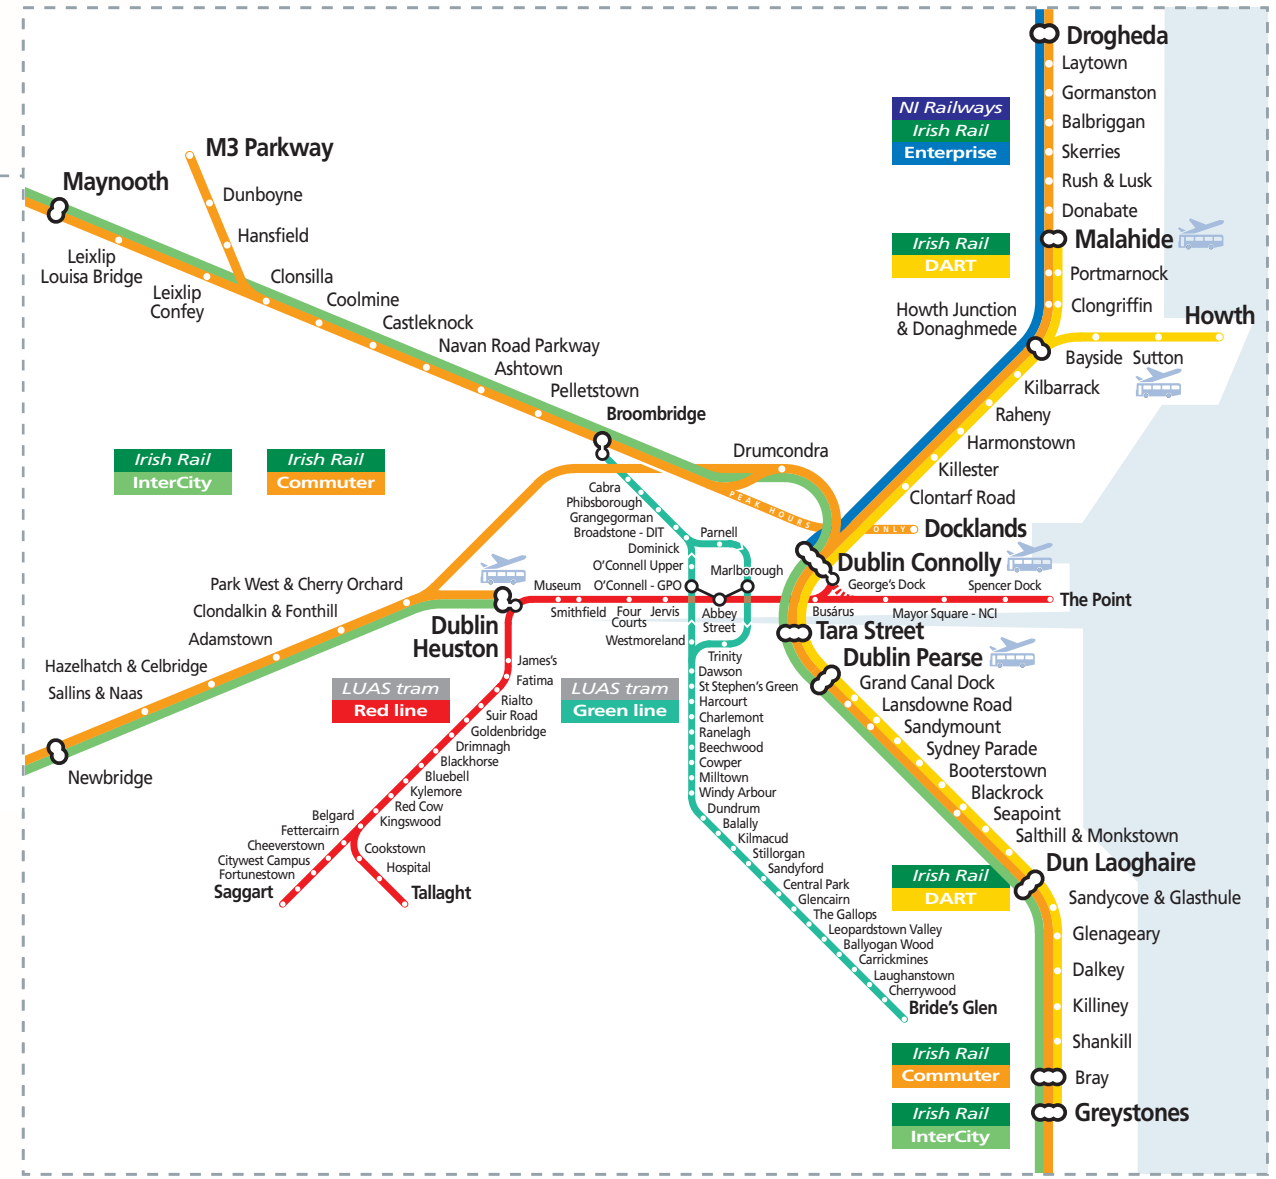 Drogheda
Laytown
Gormanston
Balbriggan
Skerries
Rush & Lusk
Donabate
Malahide
Portmarnock
Clongriffin
Howth Junction
& Donaghmede
Howth
Bayside
Sutton
Kilbarrack
Raheny
Harmonstown
Killester
Clontarf Road
NI Railways
Irish Rail
Enterprise
Irish Rail
DART
M3 Parkway
Dunboyne
Hansfield
Maynooth
Leixlip
Louisa Bridge
Leixlip
Confey
Clonsilla
Coolmine
Castleknock
Navan Road Parkway
Ashtown
Pelletstown
Broombridge
Drumcondra
PEAK HOURS
ONLY
Docklands
Irish Rail
InterCity
Irish Rail
Commuter
Cabra
Phibsborough
Grangegorman
Broadstone - DIT
Dominick
O'Connell Upper
O'Connell - GPO
Parnell
Marlborough
Abbey
Street
Westmoreland
Trinity
Dublin Connolly
George's Dock
Spencer Dock
The Point
Busárus
Mayor Square - NCI
Museum
Smithfield
Four
Courts
Jervis
Park West & Cherry Orchard
Clondalkin & Fonthill
Adamstown
Hazelhatch & Celbridge
Sallins & Naas
Newbridge
Dublin
Heuston
Tara Street
Dublin Pearse
Grand Canal Dock
Lansdowne Road
Sandymount
Sydney Parade
Booterstown
Blackrock
Seapoint
Salthill & Monkstown
Dun Laoghaire
Sandycove & Glasthule
Glenageary
Dalkey
Killiney
Shankill
Bray
Greystones
LUAS tram
Red line
LUAS tram
Green line
James's
Fatima
Rialto
Suir Road
Goldenbridge
Drimnagh
Blackhorse
Bluebell
Kylemore
Red Cow
Kingswood
Belgard
Fettercairn
Cheeverstown
Citywest Campus
Fortunestown
Saggart
Cookstown
Hospital
Tallaght
Dawson
St Stephen's Green
Harcourt
Charlemont
Ranelagh
Beechwood
Cowper
Milltown
Windy Arbour
Dundrum
Balally
Kilmacud
Stillorgan
Sandyford
Central Park
Glencairn
The Gallops
Leopardstown Valley
Ballyogan Wood
Carrickmines
Laughanstown
Cherrywood
Bride's Glen
Irish Rail
DART
Irish Rail
Commuter
Irish Rail
InterCity